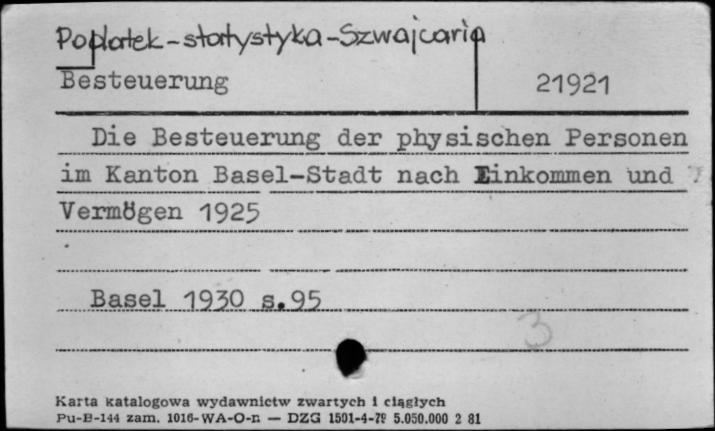 Poplatek-statystyka-Szwajcaria
Besteuerung 21921
Die Besteuerung der physischen Personen
im Kanton Basel-Stadt nach Einkommen und
Vermögen 1925
Basel 1930 s.95
3
Karta katalogowa wydawnictw zwartych i ciągłych
Pu-B-144 zam. 1016-WA-O-n — DZG 1501-4-79 5.050.000 2 81